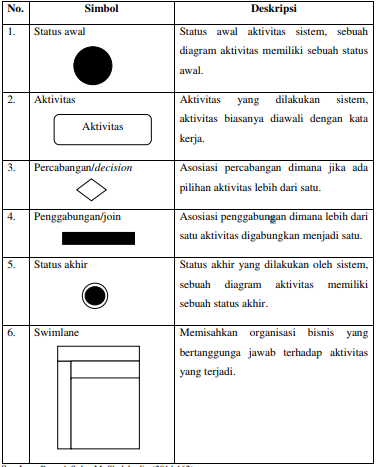 No. Simbol Deskripsi
1. Status awal Status awal aktivitas sistem, sebuah
diagram aktivitas memiliki sebuah status
awal.
2. Aktivitas Aktivitas yang dilakukan sistem,
Aktivitas aktivitas biasanya diawali dengan kata
kerja.
3. Percabangan/decision Asosiasi percabangan dimana jika ada
pilihan aktivitas lebih dari satu.
4. Penggabungan/join Asosiasi penggabungan dimana lebih dari
satu aktivitas digabungkan menjadi satu.
5. Status akhir Status akhir yang dilakukan oleh sistem,
sebuah diagram aktivitas memiliki
sebuah status akhir.
6. Swimlane Memisahkan organisasi bisnis yang
bertanggung jawab terhadap aktivitas
yang terjadi.